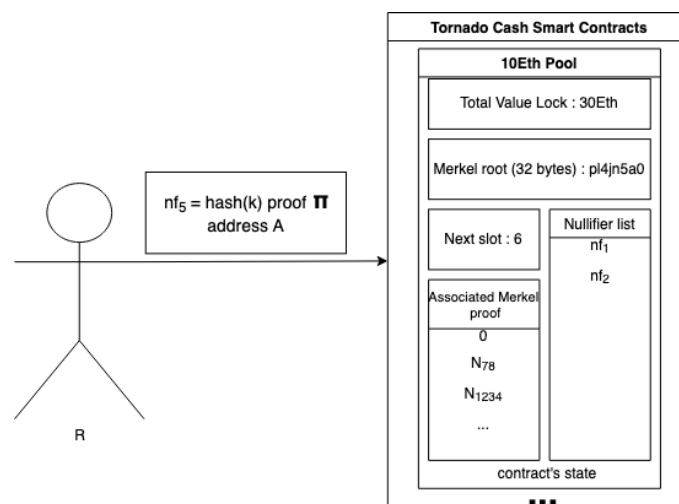 Tornado Cash Smart Contracts
10Eth Pool
Total Value Lock : 30Eth
Merkel root (32 bytes) : pl4jn5a0
nf₅ = hash(k) proof π
address A
Next slot : 6
Nullifier list
nf₁
nf₂
Associated Merkel
proof
0
N₇₈
N₁₂₃₄
...
R
contract's state
...